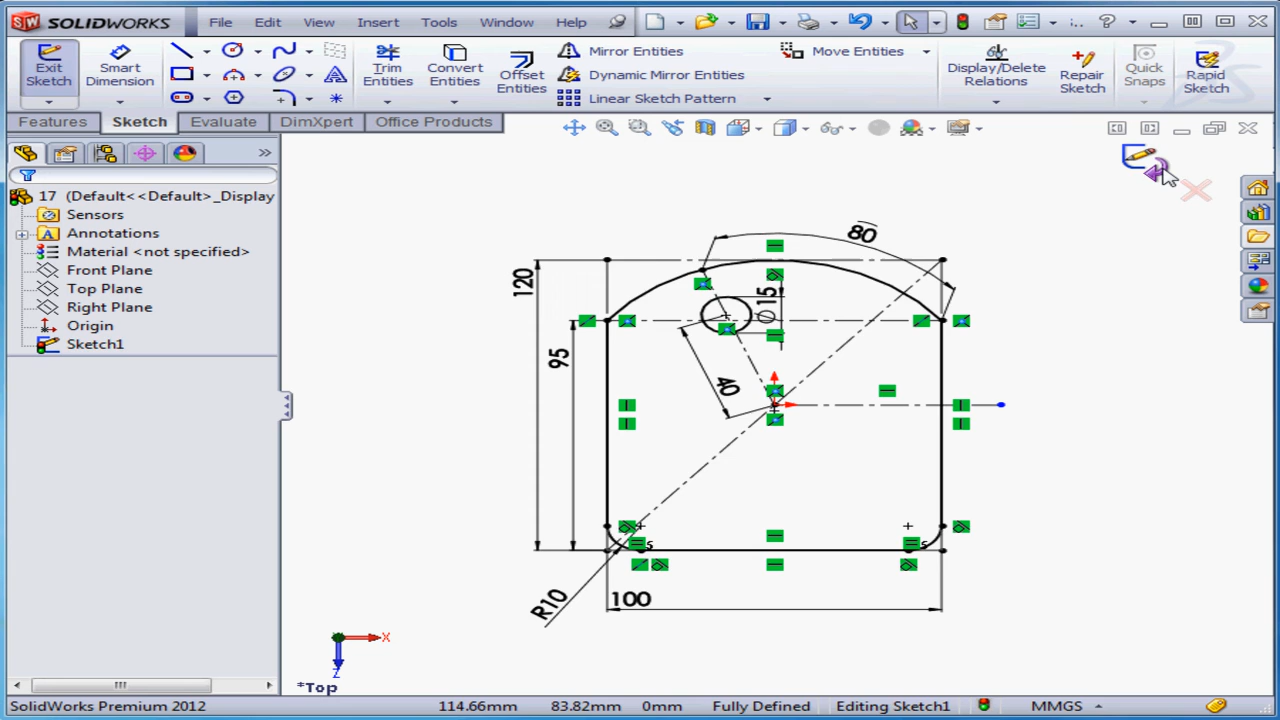 SW SOLIDWORKS File Edit View Insert Tools Window Help
Exit Sketch
Smart Dimension
Trim Entities
Convert Entities
Offset Entities
Mirror Entities
Dynamic Mirror Entities
Linear Sketch Pattern
Move Entities
Display/Delete Relations
Repair Sketch
Quick Snaps
Rapid Sketch
Features Sketch Evaluate DimXpert Office Products
17 (Default<<Default>_Display
Sensors
Annotations
Material <not specified>
Front Plane
Top Plane
Right Plane
Origin
Sketch1
80
120
15
95
40
R10
100
X
Z
*Top
SolidWorks Premium 2012 114.66mm 83.82mm 0mm Fully Defined Editing Sketch1 MMGS